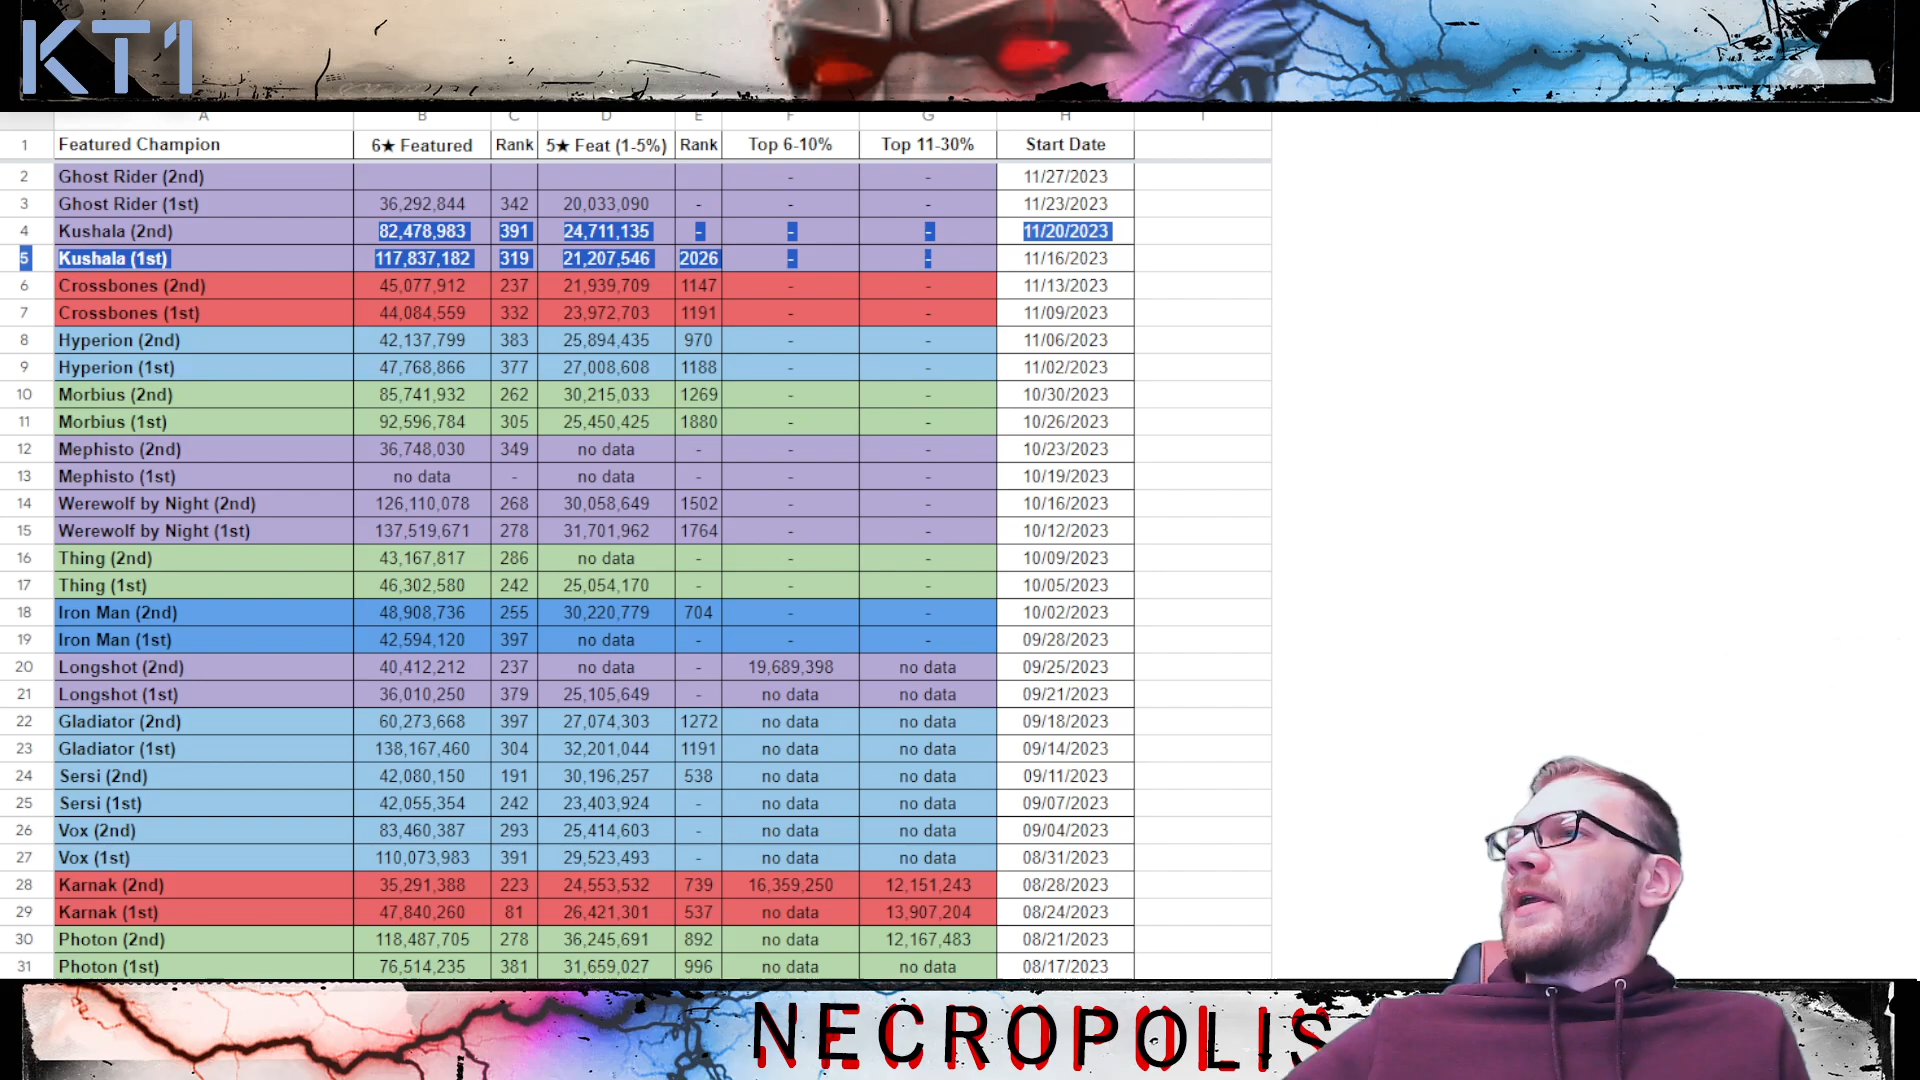 KT1
A B C D E F G H I
1 Featured Champion 6★ Featured Rank 5★ Feat (1-5%) Rank Top 6-10% Top 11-30% Start Date
2 Ghost Rider (2nd) - - 11/27/2023
3 Ghost Rider (1st) 36,292,844 342 20,033,090 - - - 11/23/2023
4 Kushala (2nd) 82,478,983 391 24,711,135 - - - 11/20/2023
5 Kushala (1st) 117,837,182 319 21,207,546 2026 - - 11/16/2023
6 Crossbones (2nd) 45,077,912 237 21,939,709 1147 - - 11/13/2023
7 Crossbones (1st) 44,084,559 332 23,972,703 1191 - - 11/09/2023
8 Hyperion (2nd) 42,137,799 383 25,894,435 970 - - 11/06/2023
9 Hyperion (1st) 47,768,866 377 27,008,608 1188 - - 11/02/2023
10 Morbius (2nd) 85,741,932 262 30,215,033 1269 - - 10/30/2023
11 Morbius (1st) 92,596,784 305 25,450,425 1880 - - 10/26/2023
12 Mephisto (2nd) 36,748,030 349 no data - - - 10/23/2023
13 Mephisto (1st) no data - no data - - - 10/19/2023
14 Werewolf by Night (2nd) 126,110,078 268 30,058,649 1502 - - 10/16/2023
15 Werewolf by Night (1st) 137,519,671 278 31,701,962 1764 - - 10/12/2023
16 Thing (2nd) 43,167,817 286 no data - - - 10/09/2023
17 Thing (1st) 46,302,580 242 25,054,170 - - - 10/05/2023
18 Iron Man (2nd) 48,908,736 255 30,220,779 704 - - 10/02/2023
19 Iron Man (1st) 42,594,120 397 no data - - - 09/28/2023
20 Longshot (2nd) 40,412,212 237 no data - 19,689,398 no data 09/25/2023
21 Longshot (1st) 36,010,250 379 25,105,649 - no data no data 09/21/2023
22 Gladiator (2nd) 60,273,668 397 27,074,303 1272 no data no data 09/18/2023
23 Gladiator (1st) 138,167,460 304 32,201,044 1191 no data no data 09/14/2023
24 Sersi (2nd) 42,080,150 191 30,196,257 538 no data no data 09/11/2023
25 Sersi (1st) 42,055,354 242 23,403,924 - no data no data 09/07/2023
26 Vox (2nd) 83,460,387 293 25,414,603 - no data no data 09/04/2023
27 Vox (1st) 110,073,983 391 29,523,493 - no data no data 08/31/2023
28 Karnak (2nd) 35,291,388 223 24,553,532 739 16,359,250 12,151,243 08/28/2023
29 Karnak (1st) 47,840,260 81 26,421,301 537 no data 13,907,204 08/24/2023
30 Photon (2nd) 118,487,705 278 36,245,691 892 no data 12,167,483 08/21/2023
31 Photon (1st) 76,514,235 381 31,659,027 996 no data no data 08/17/2023
NECROPOLIS